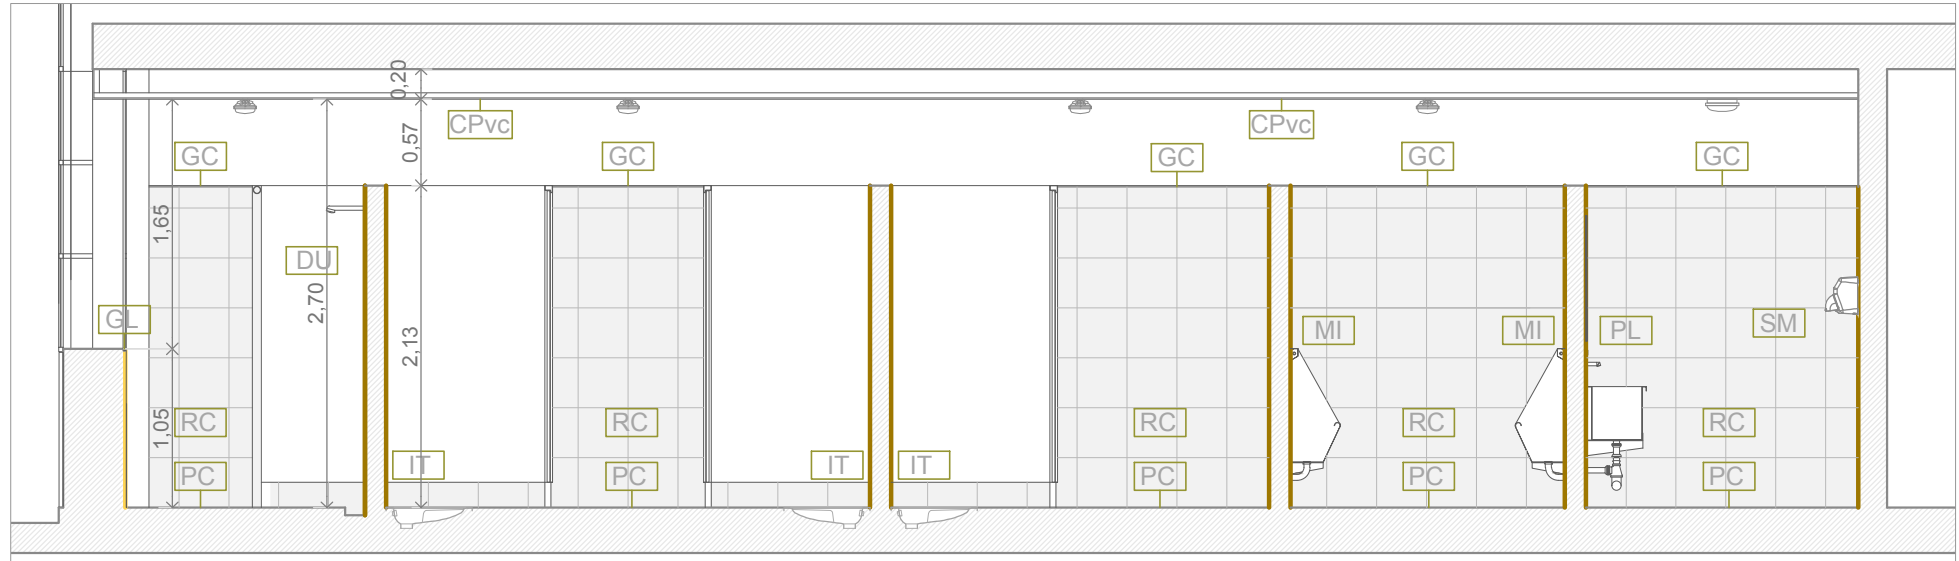 0,20
CPvc
CPvc
0,57
GC
GC
GC
GC
GC
1,65
DU
2,70
GL
2,13
MI
MI
PL
SM
1,05
RC
RC
RC
RC
RC
IT
IT
IT
PC
PC
PC
PC
PC